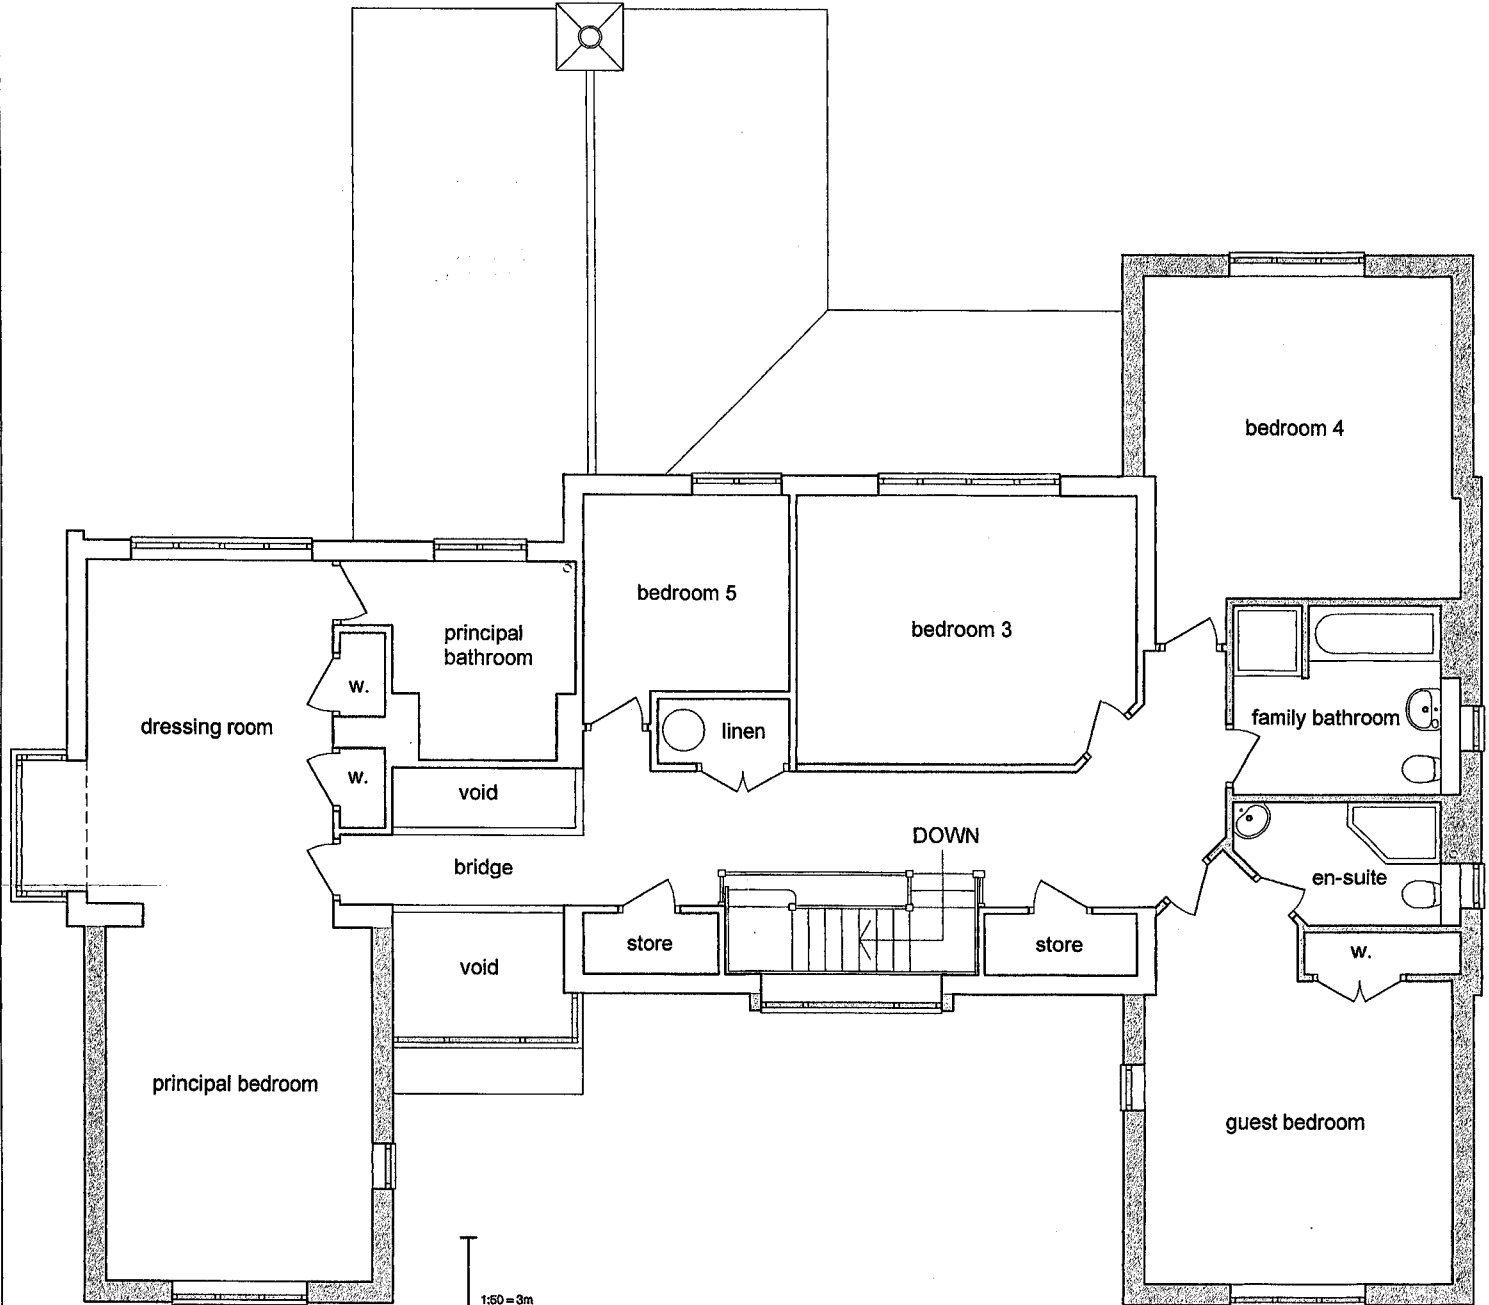 bedroom 4
bedroom 5
bedroom 3
principal
bathroom
w.
dressing room
linen
family bathroom
w.
void
DOWN
bridge
en-suite
store
store
w.
void
principal bedroom
guest bedroom
1:50 = 3m